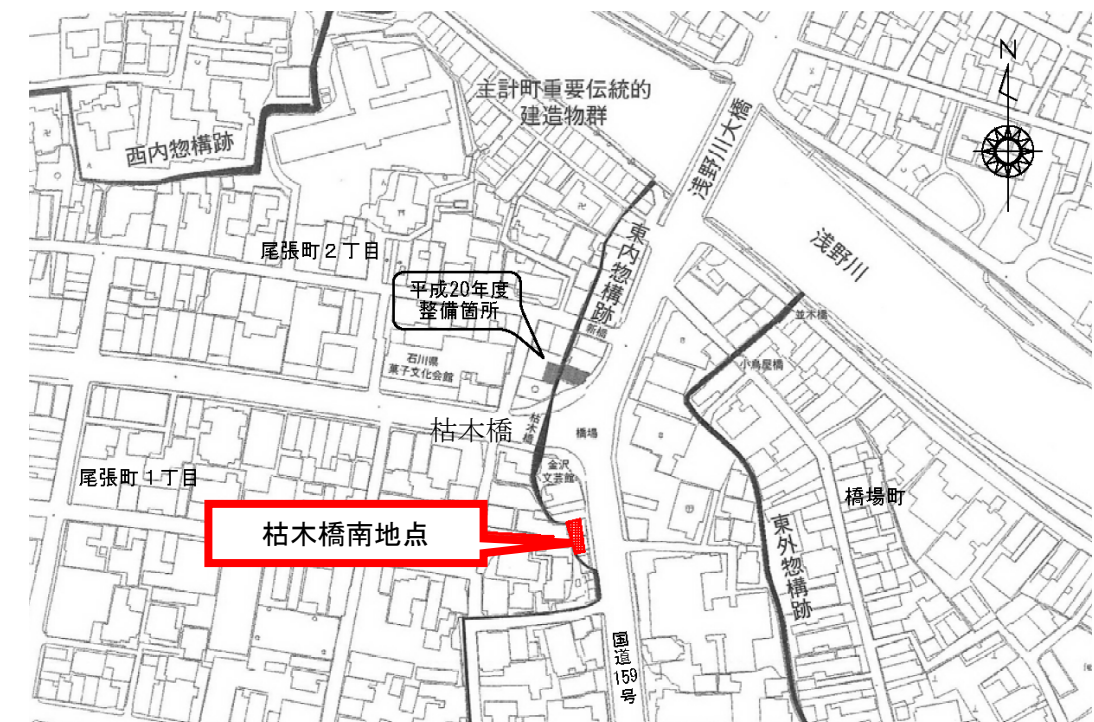 N
主計町重要伝統的
建造物群
西内惣構跡
浅野川大橋
尾張町2丁目
東内惣構跡
浅野川
平成20年度
整備箇所
新橋
並木橋
小鳥屋橋
石川県
菓子文化会館
枯木橋
枯木橋
橋場
金沢
文芸館
尾張町1丁目
橋場町
枯木橋南地点
東外惣構跡
国道159号